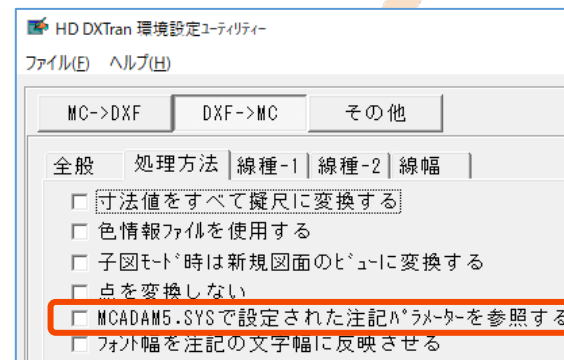 HD DXTran 環境設定ユーティリティー
ファイル(F) ヘルプ(H)
MC->DXF DXF->MC その他
全般 処理方法 線種-1 線種-2 線幅
寸法値をすべて擬尺に変換する
色情報ファイルを使用する
子図モード時は新規図面のビューに変換する
点を変換しない
MCADAM5.SYSで設定された注記パラメーターを参照する
フォント幅を注記の文字幅に反映させる